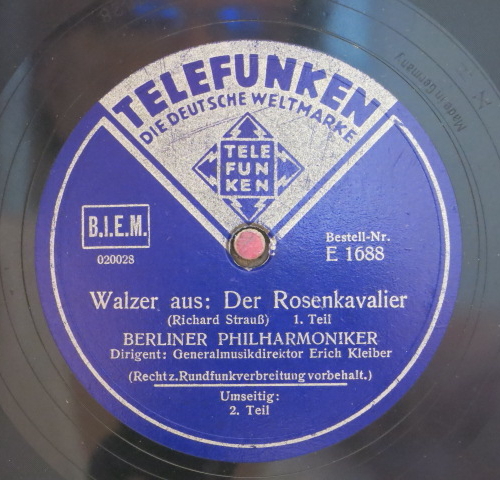 Made in Germany
TELEFUNKEN
DIE DEUTSCHE WELTMARKE
TELE
FUN
KEN
B.I.E.M.
020028
Bestell-Nr.
E 1688
Walzer aus: Der Rosenkavalier
(Richard Strauß) 1. Teil
BERLINER PHILHARMONIKER
Dirigent: Generalmusikdirektor Erich Kleiber
(Recht z. Rundfunkverbreitung vorbehalt.)
Umseitig:
2. Teil